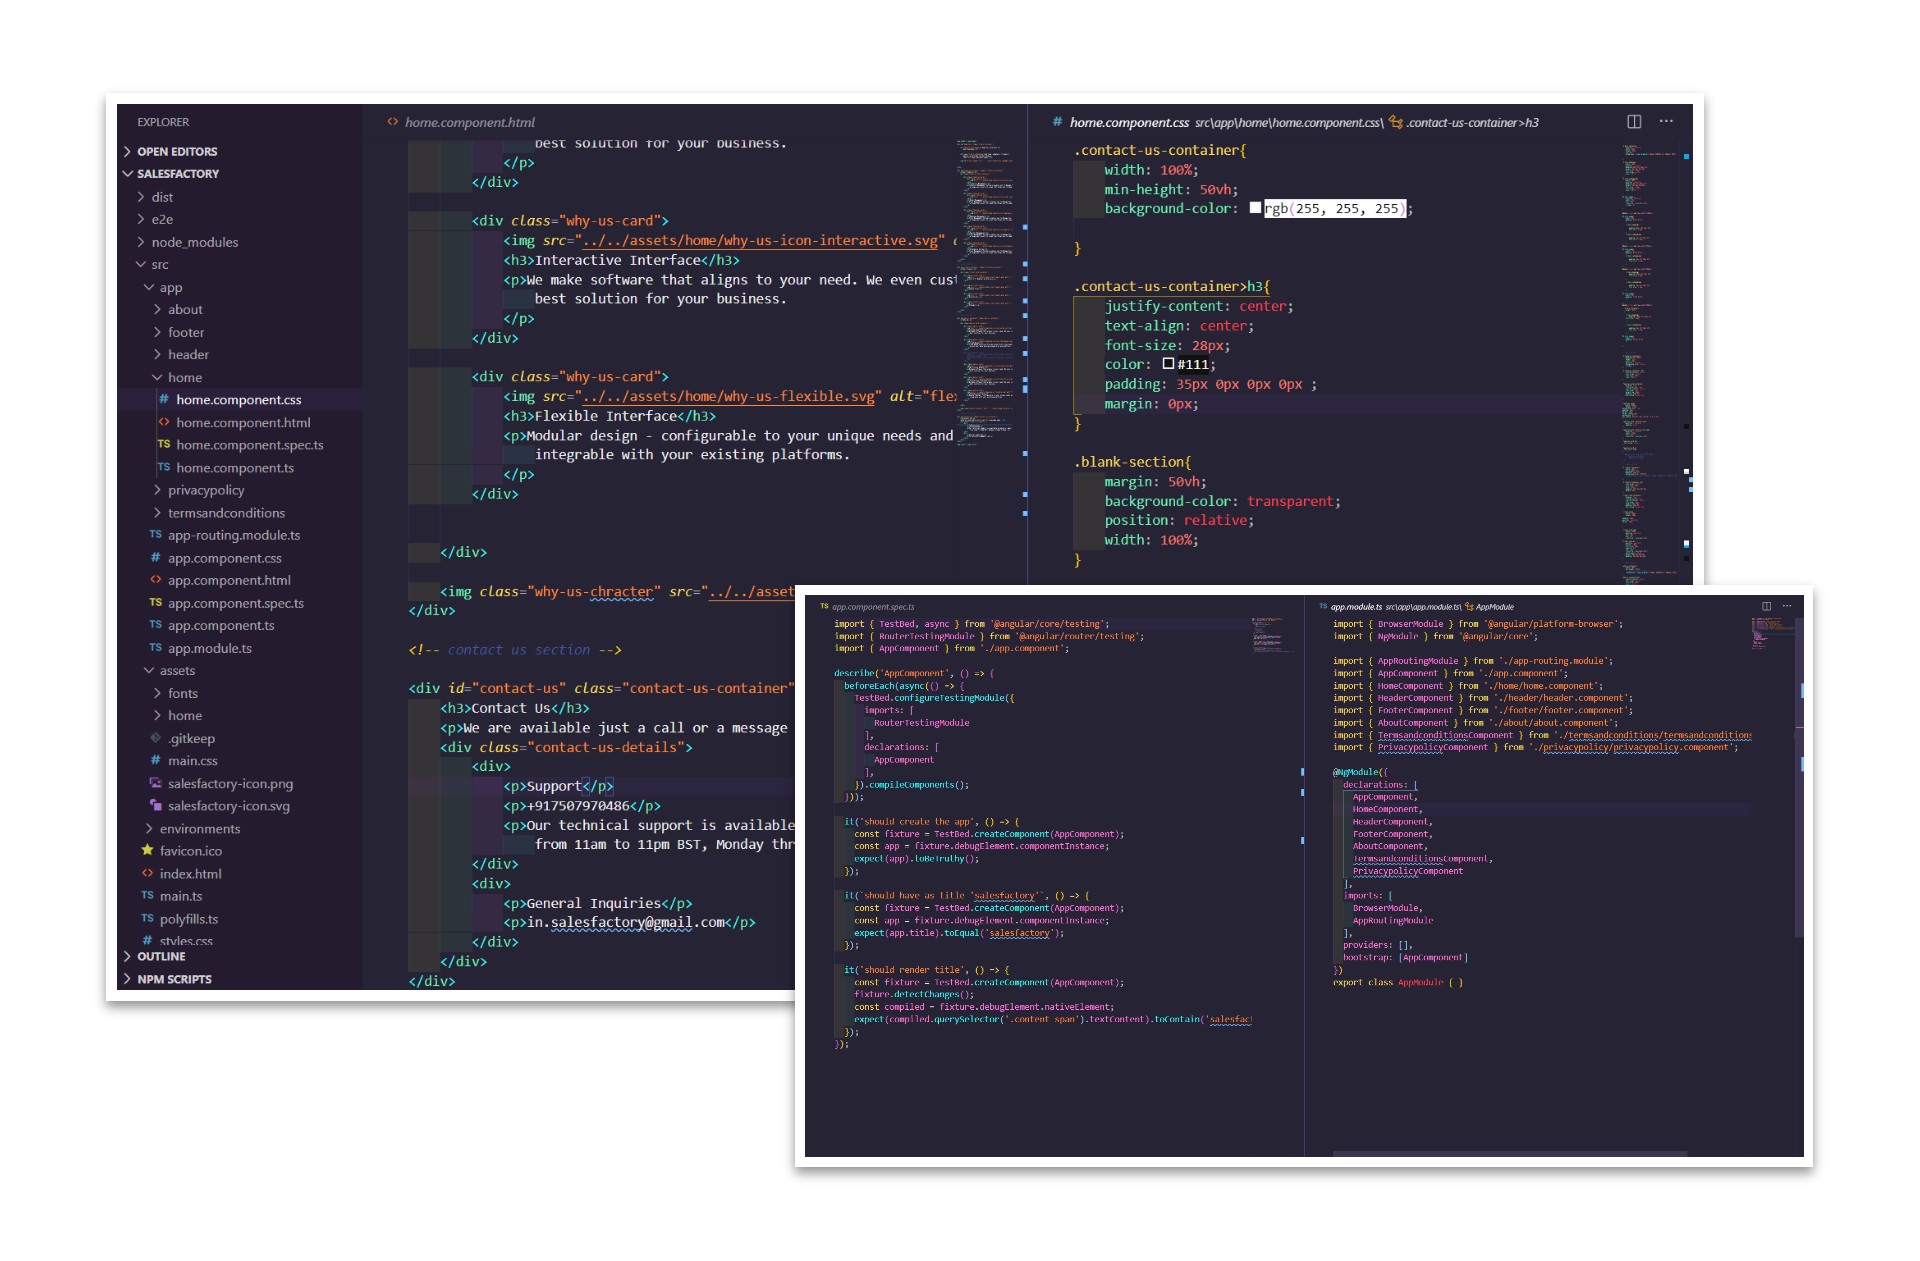 EXPLORER
OPEN EDITORS
SALESFACTORY
dist
e2e
node_modules
src
app
about
footer
header
home
# home.component.css
<> home.component.html
TS home.component.spec.ts
TS home.component.ts
privacypolicy
termsandconditions
TS app-routing.module.ts
# app.component.css
<> app.component.html
TS app.component.spec.ts
TS app.component.ts
TS app.module.ts
assets
fonts
home
.gitkeep
# main.css
salesfactory-icon.png
salesfactory-icon.svg
environments
favicon.ico
<> index.html
TS main.ts
TS polyfills.ts
# styles.css
OUTLINE
NPM SCRIPTS
<> home.component.html
best solution for your business.
</p>
</div>
<div class="why-us-card">
<img src="../../assets/home/why-us-icon-interactive.svg"
<h3>Interactive Interface</h3>
<p>We make software that aligns to your need. We even cust
best solution for your business.
</p>
</div>
<div class="why-us-card">
<img src="../../assets/home/why-us-flexible.svg" alt="flex
<h3>Flexible Interface</h3>
<p>Modular design - configurable to your unique needs and
integrable with your existing platforms.
</p>
</div>
</div>
<img class="why-us-chracter" src="../../asset
</div>
<!-- contact us section -->
<div id="contact-us" class="contact-us-container"
<h3>Contact Us</h3>
<p>We are available just a call or a message
<div class="contact-us-details">
<div>
<p>Support</p>
<p>+917507970486</p>
<p>Our technical support is available
from 11am to 11pm BST, Monday thr
</div>
<div>
<p>General Inquiries</p>
<p>in.salesfactory@gmail.com</p>
</div>
</div>
</div>
# home.component.css src\app\home\home.component.css\ .contact-us-container>h3
.contact-us-container{
width: 100%;
min-height: 50vh;
background-color: rgb(255, 255, 255);
}
.contact-us-container>h3{
justify-content: center;
text-align: center;
font-size: 28px;
color: #111;
padding: 35px 0px 0px 0px ;
margin: 0px;
}
.blank-section{
margin: 50vh;
background-color: transparent;
position: relative;
width: 100%;
}
TS app.component.spec.ts
import { TestBed, async } from '@angular/core/testing';
import { RouterTestingModule } from '@angular/router/testing';
import { AppComponent } from './app.component';
describe('AppComponent', () => {
beforeEach(async(() => {
TestBed.configureTestingModule({
imports: [
RouterTestingModule
],
declarations: [
AppComponent
],
}).compileComponents();
}));
it('should create the app', () => {
const fixture = TestBed.createComponent(AppComponent);
const app = fixture.debugElement.componentInstance;
expect(app).toBeTruthy();
});
it(`should have as title 'salesfactory'`, () => {
const fixture = TestBed.createComponent(AppComponent);
const app = fixture.debugElement.componentInstance;
expect(app.title).toEqual('salesfactory');
});
it('should render title', () => {
const fixture = TestBed.createComponent(AppComponent);
fixture.detectChanges();
const compiled = fixture.debugElement.nativeElement;
expect(compiled.querySelector('.content span').textContent).toContain('salesfact
});
});
TS app.module.ts src\app\app.module.ts\ AppModule
import { BrowserModule } from '@angular/platform-browser';
import { NgModule } from '@angular/core';
import { AppRoutingModule } from './app-routing.module';
import { AppComponent } from './app.component';
import { HomeComponent } from './home/home.component';
import { HeaderComponent } from './header/header.component';
import { FooterComponent } from './footer/footer.component';
import { AboutComponent } from './about/about.component';
import { TermsandconditionsComponent } from './termsandconditions/termsandconditions
import { PrivacypolicyComponent } from './privacypolicy/privacypolicy.component';
@NgModule({
declarations: [
AppComponent,
HomeComponent,
HeaderComponent,
FooterComponent,
AboutComponent,
TermsandconditionsComponent,
PrivacypolicyComponent
],
imports: [
BrowserModule,
AppRoutingModule
],
providers: [],
bootstrap: [AppComponent]
})
export class AppModule { }